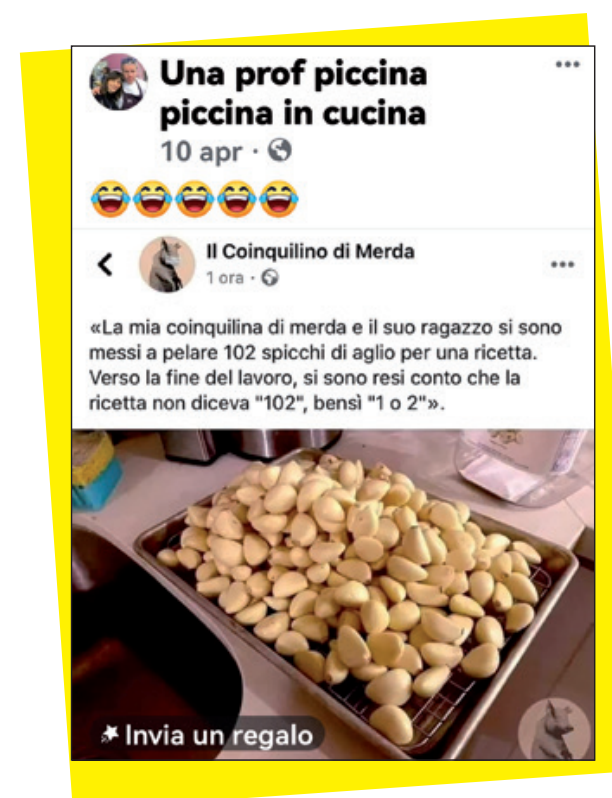 Una prof piccina
piccina in cucina
10 apr ·
Il Coinquilino di Merda
1 ora ·
«La mia coinquilina di merda e il suo ragazzo si sono
messi a pelare 102 spicchi di aglio per una ricetta.
Verso la fine del lavoro, si sono resi conto che la
ricetta non diceva "102", bensì "1 o 2"».
Invia un regalo